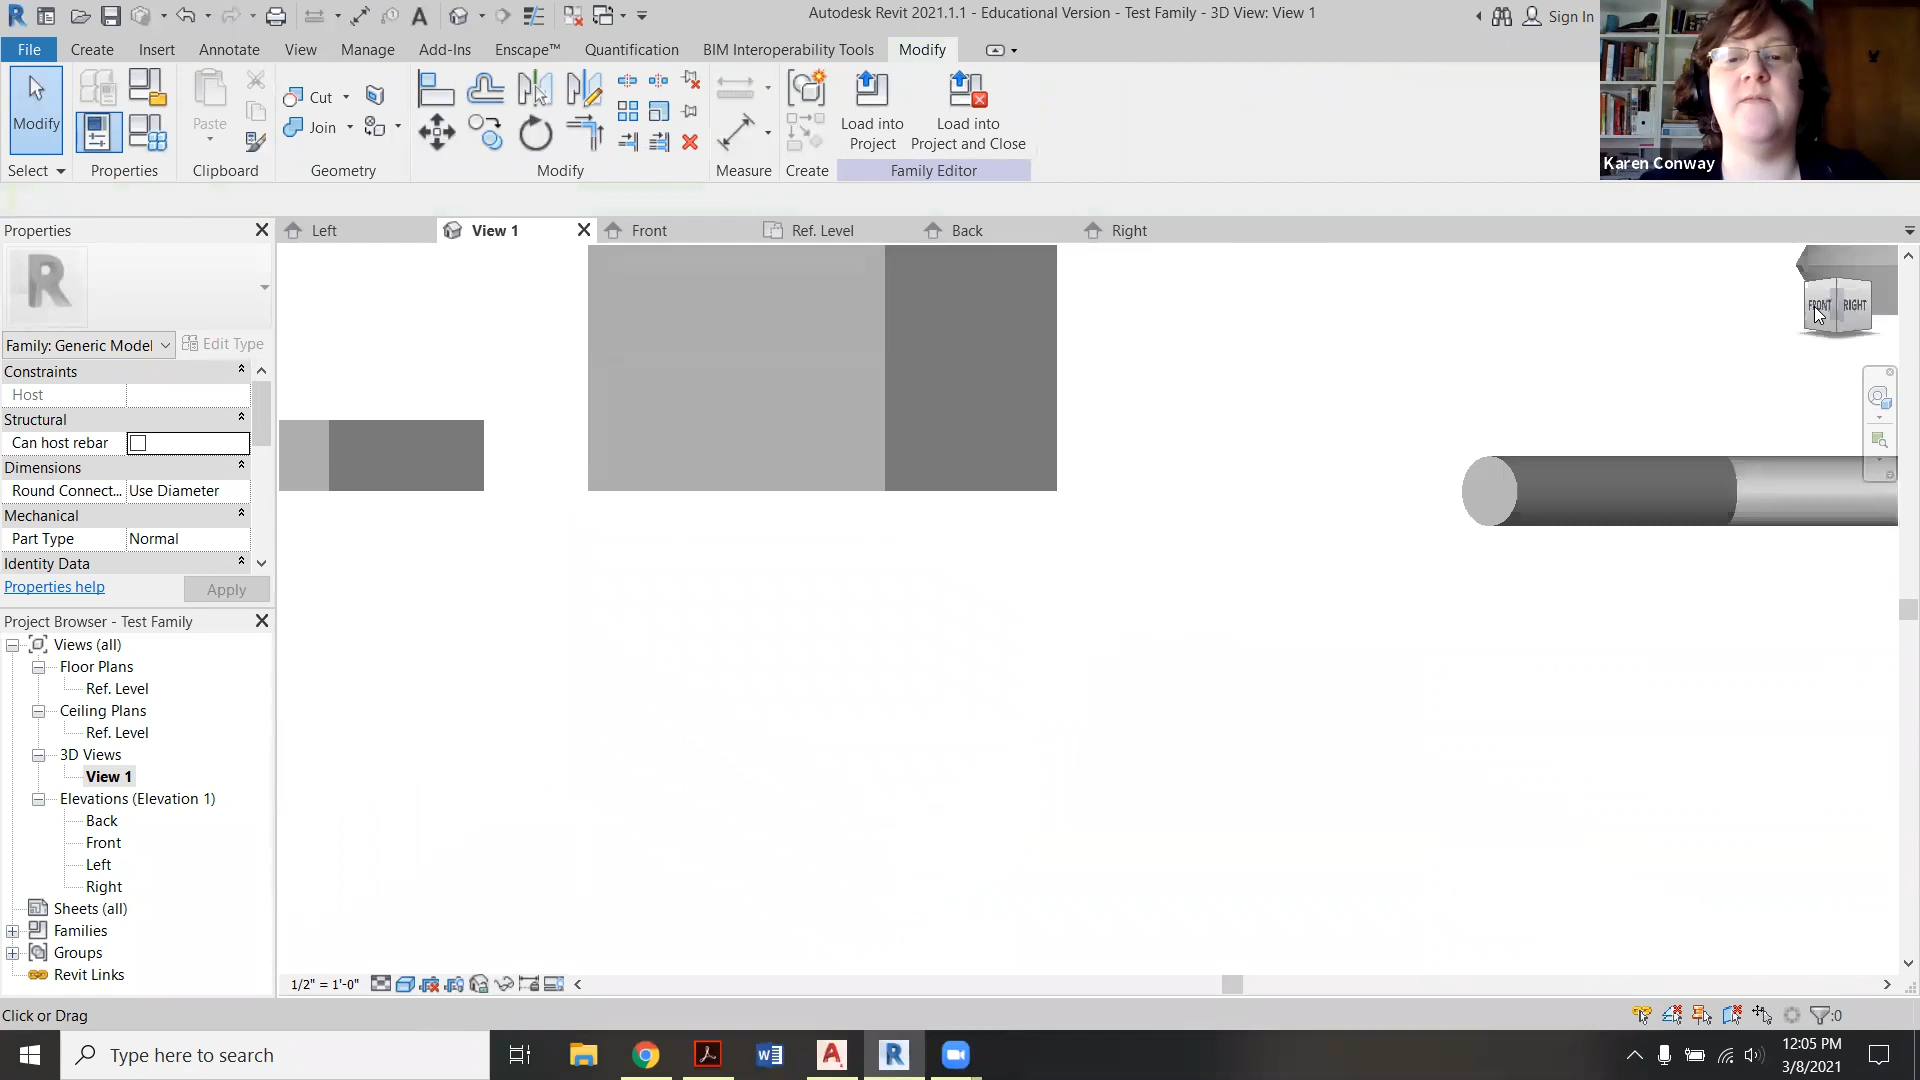 Autodesk Revit 2021.1.1 - Educational Version - Test Family - 3D View: View 1
Sign In
File Create Insert Annotate View Manage Add-Ins Enscape™ Quantification BIM Interoperability Tools Modify
Modify
Paste
Cut
Join
Load into Project
Load into Project and Close
Select Properties Clipboard Geometry Modify Measure Create Family Editor
Karen Conway
Properties
Left View 1 Front Ref. Level Back Right
R
Family: Generic Model
Edit Type
Constraints
Host
Structural
Can host rebar
Dimensions
Round Connect... Use Diameter
Mechanical
Part Type Normal
Identity Data
Properties help
Apply
FRONT RIGHT
Project Browser - Test Family
Views (all)
Floor Plans
Ref. Level
Ceiling Plans
Ref. Level
3D Views
View 1
Elevations (Elevation 1)
Back
Front
Left
Right
Sheets (all)
Families
Groups
Revit Links
1/2" = 1'-0"
Click or Drag
:0
Type here to search
12:05 PM
3/8/2021